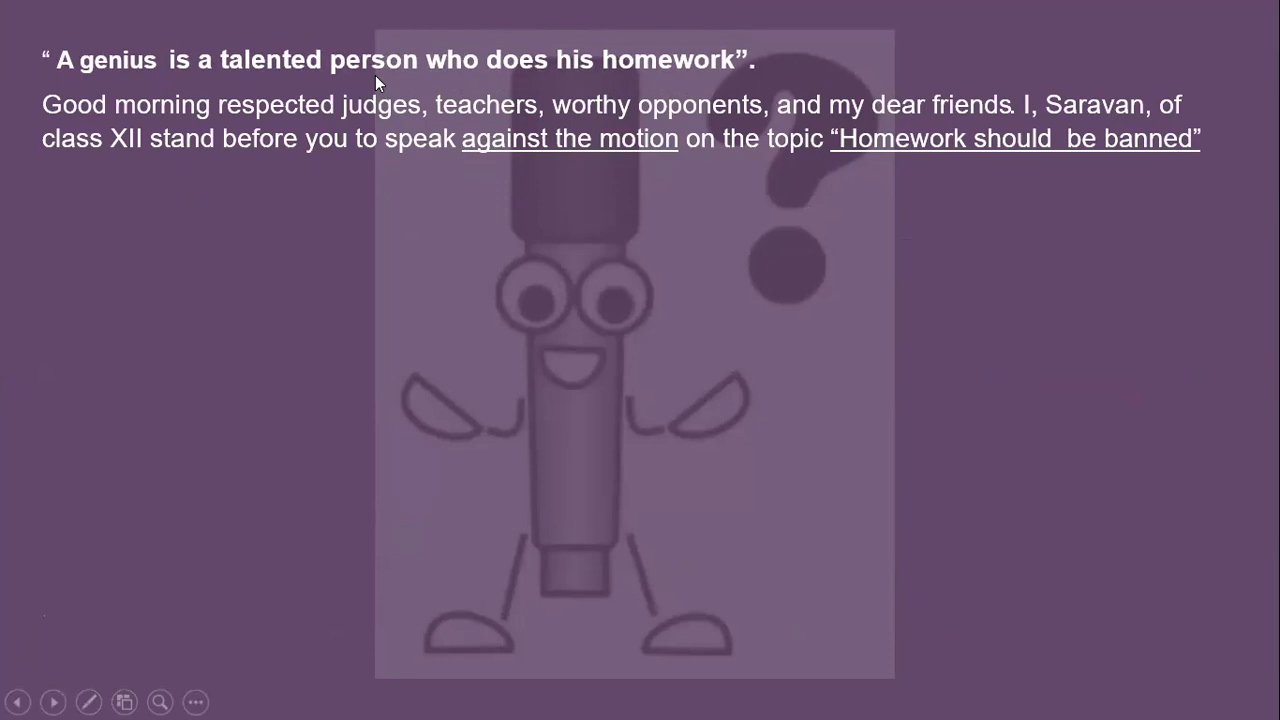 “ A genius is a talented person who does his homework”.
Good morning respected judges, teachers, worthy opponents, and my dear friends. I, Saravan, of
class XII stand before you to speak against the motion on the topic “Homework should be banned”